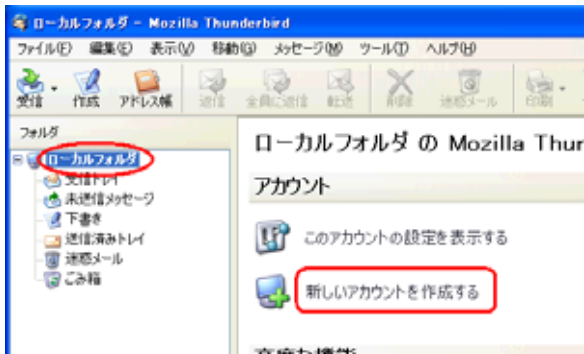 ローカルフォルダ - Mozilla Thunderbird
ファイル(F) 編集(E) 表示(V) 移動(G) メッセージ(M) ツール(T) ヘルプ(H)
受信 作成 アドレス帳 返信 全員に返信 転送 削除 迷惑メール 印刷
フォルダ
ローカルフォルダ
受信トレイ
未送信メッセージ
下書き
送信済みトレイ
迷惑メール
ごみ箱
ローカルフォルダ の Mozilla Thun
アカウント
このアカウントの設定を表示する
新しいアカウントを作成する
高度な機能